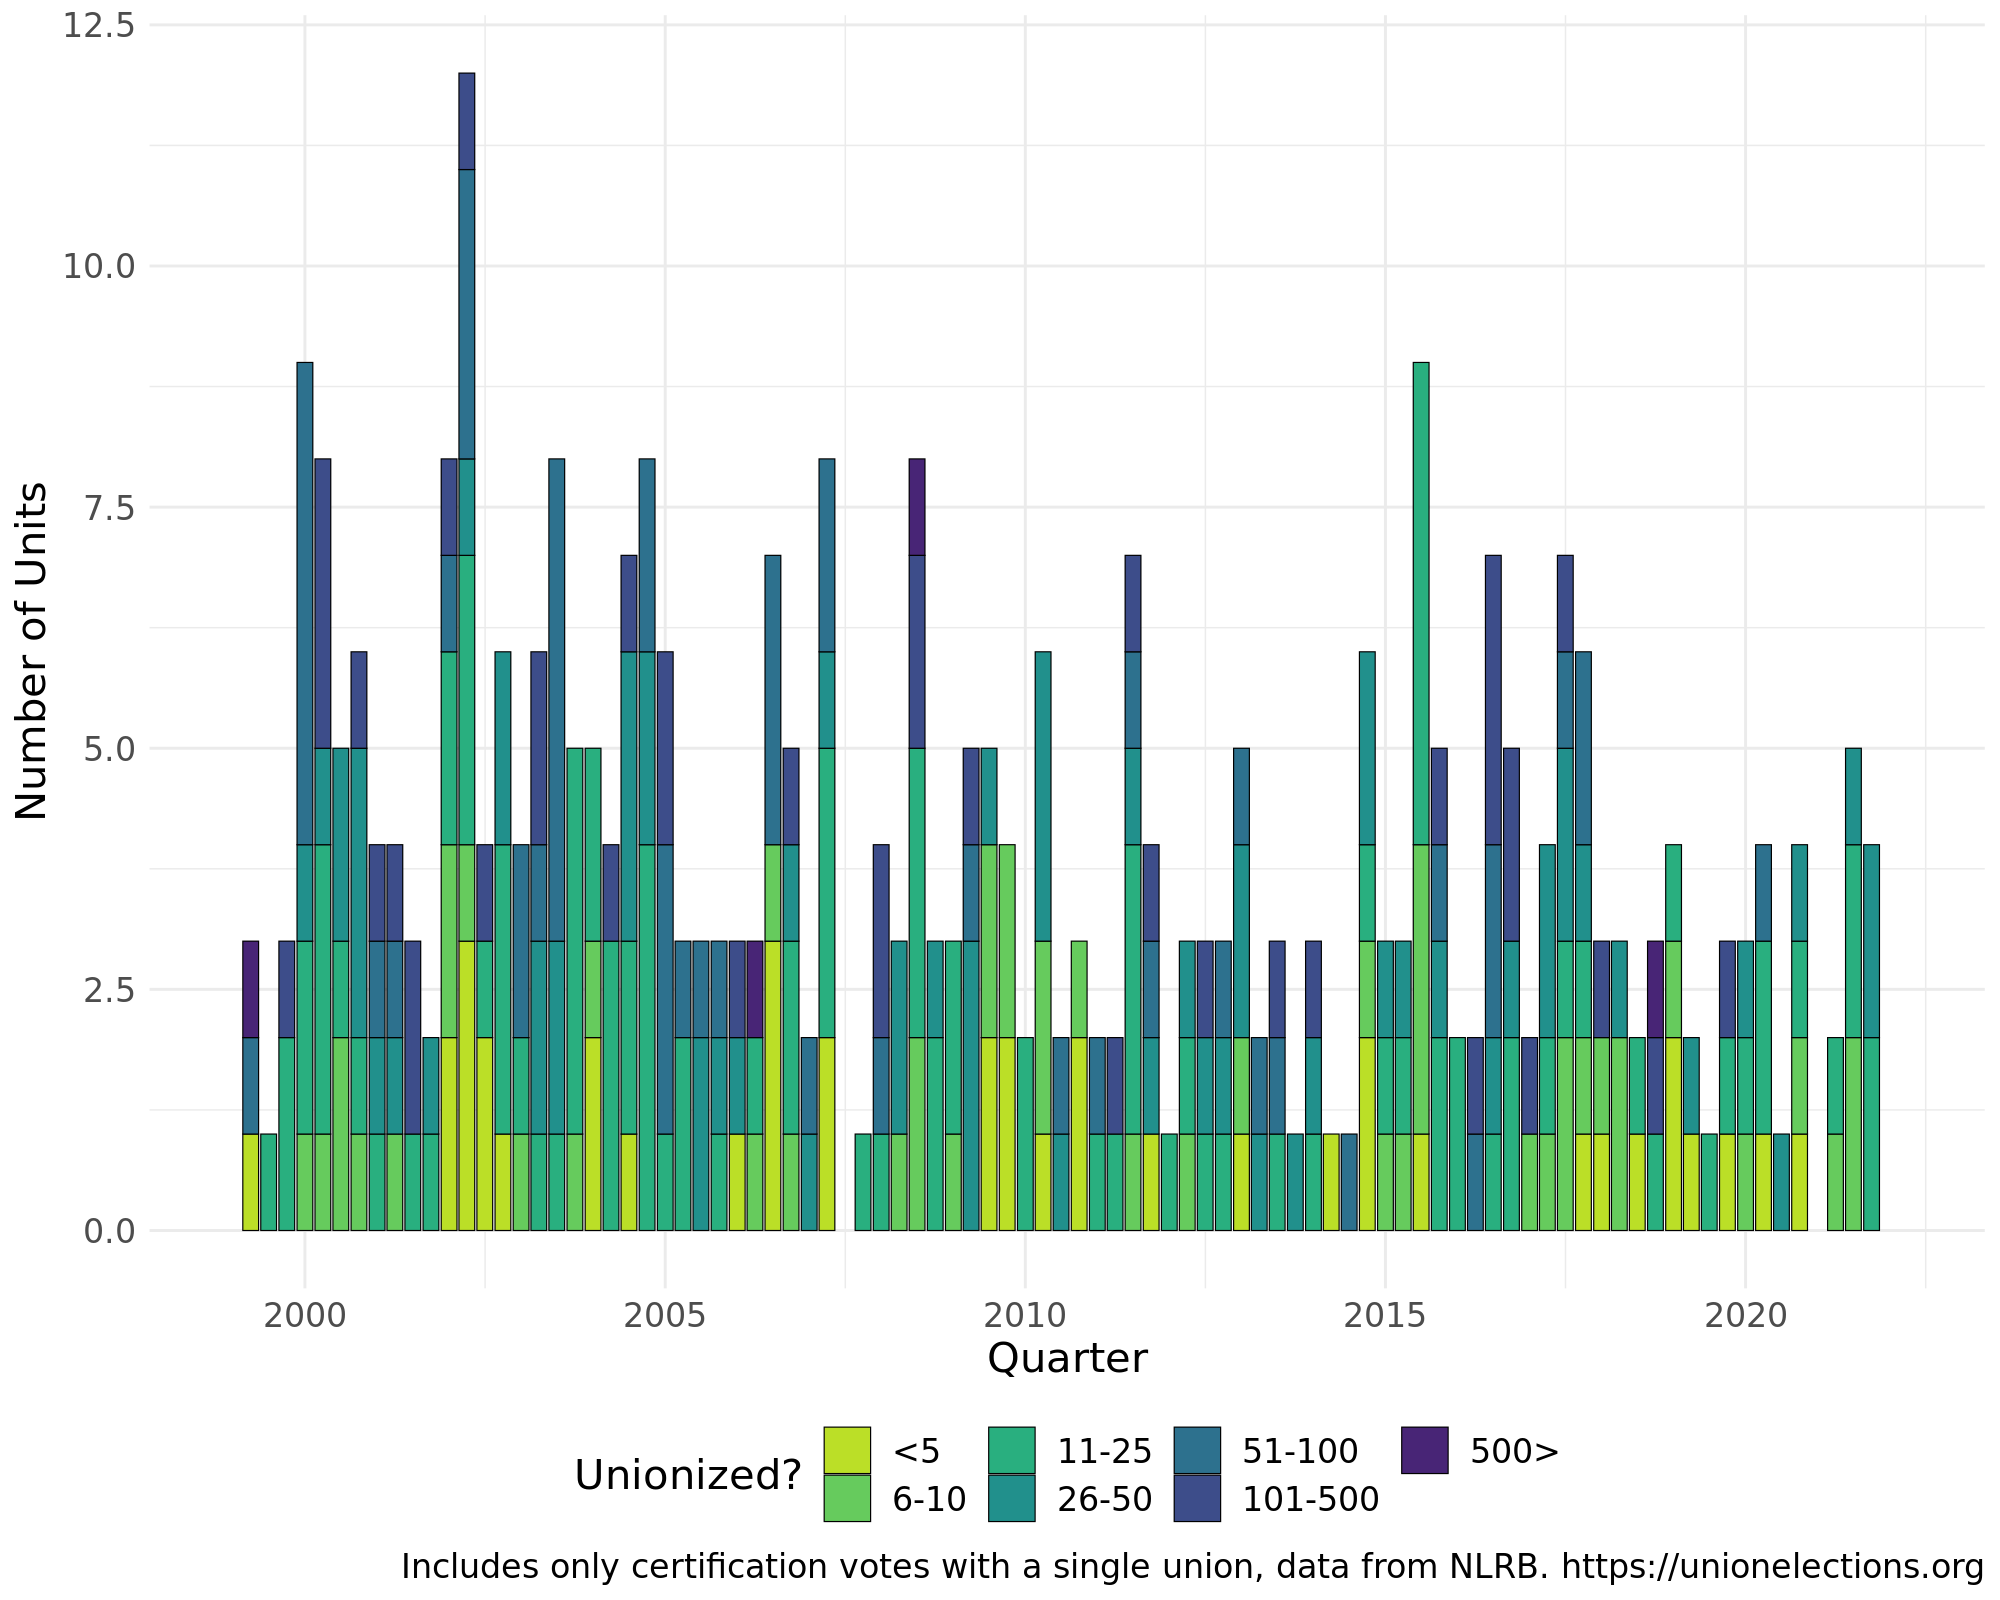 12.5
10.0
7.5
5.0
2.5
0.0
Number of Units
2000 2005 2010 2015 2020
Quarter
Unionized?
<5 11-25 51-100 500>
6-10 26-50 101-500
Includes only certification votes with a single union, data from NLRB. https://unionelections.org